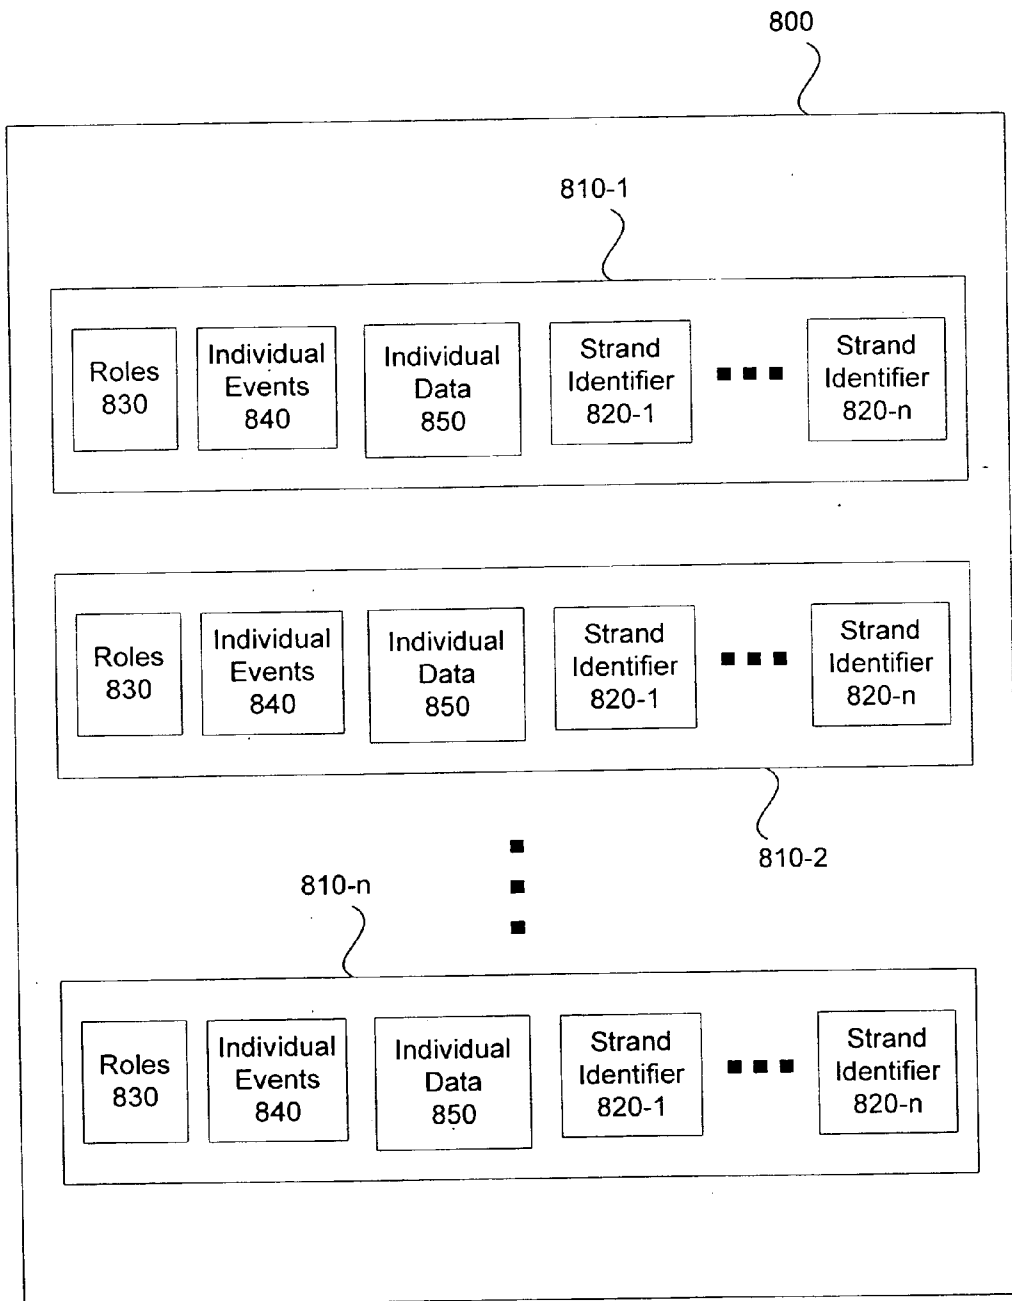 800
810-1
Roles
830
Individual
Events
840
Individual
Data
850
Strand
Identifier
820-1
Strand
Identifier
820-n
Roles
830
Individual
Events
840
Individual
Data
850
Strand
Identifier
820-1
Strand
Identifier
820-n
810-2
810-n
Roles
830
Individual
Events
840
Individual
Data
850
Strand
Identifier
820-1
Strand
Identifier
820-n